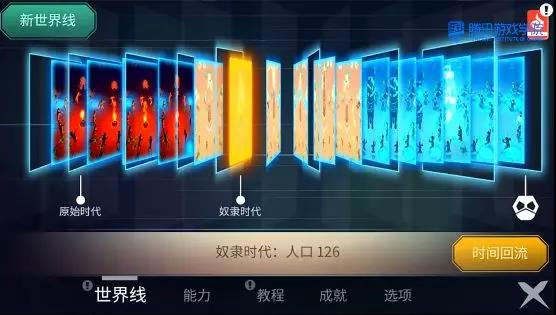 新世界线
腾讯游戏学院
原始时代
奴隶时代
奴隶时代：人口 126
时间回流
世界线
能力
教程
成就
选项